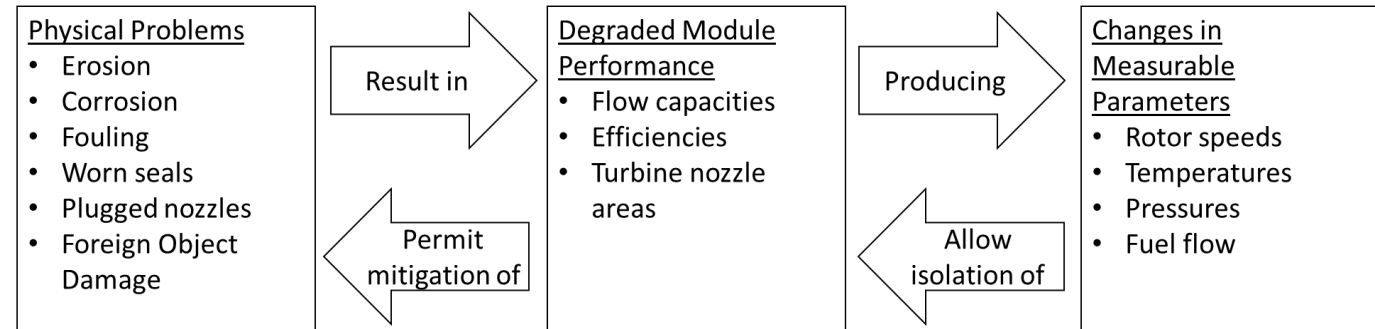 Physical Problems
• Erosion
• Corrosion
• Fouling
• Worn seals
• Plugged nozzles
• Foreign Object
Damage
Result in
Permit
mitigation of
Degraded Module
Performance
• Flow capacities
• Efficiencies
• Turbine nozzle
areas
Producing
Allow
isolation of
Changes in
Measurable
Parameters
• Rotor speeds
• Temperatures
• Pressures
• Fuel flow